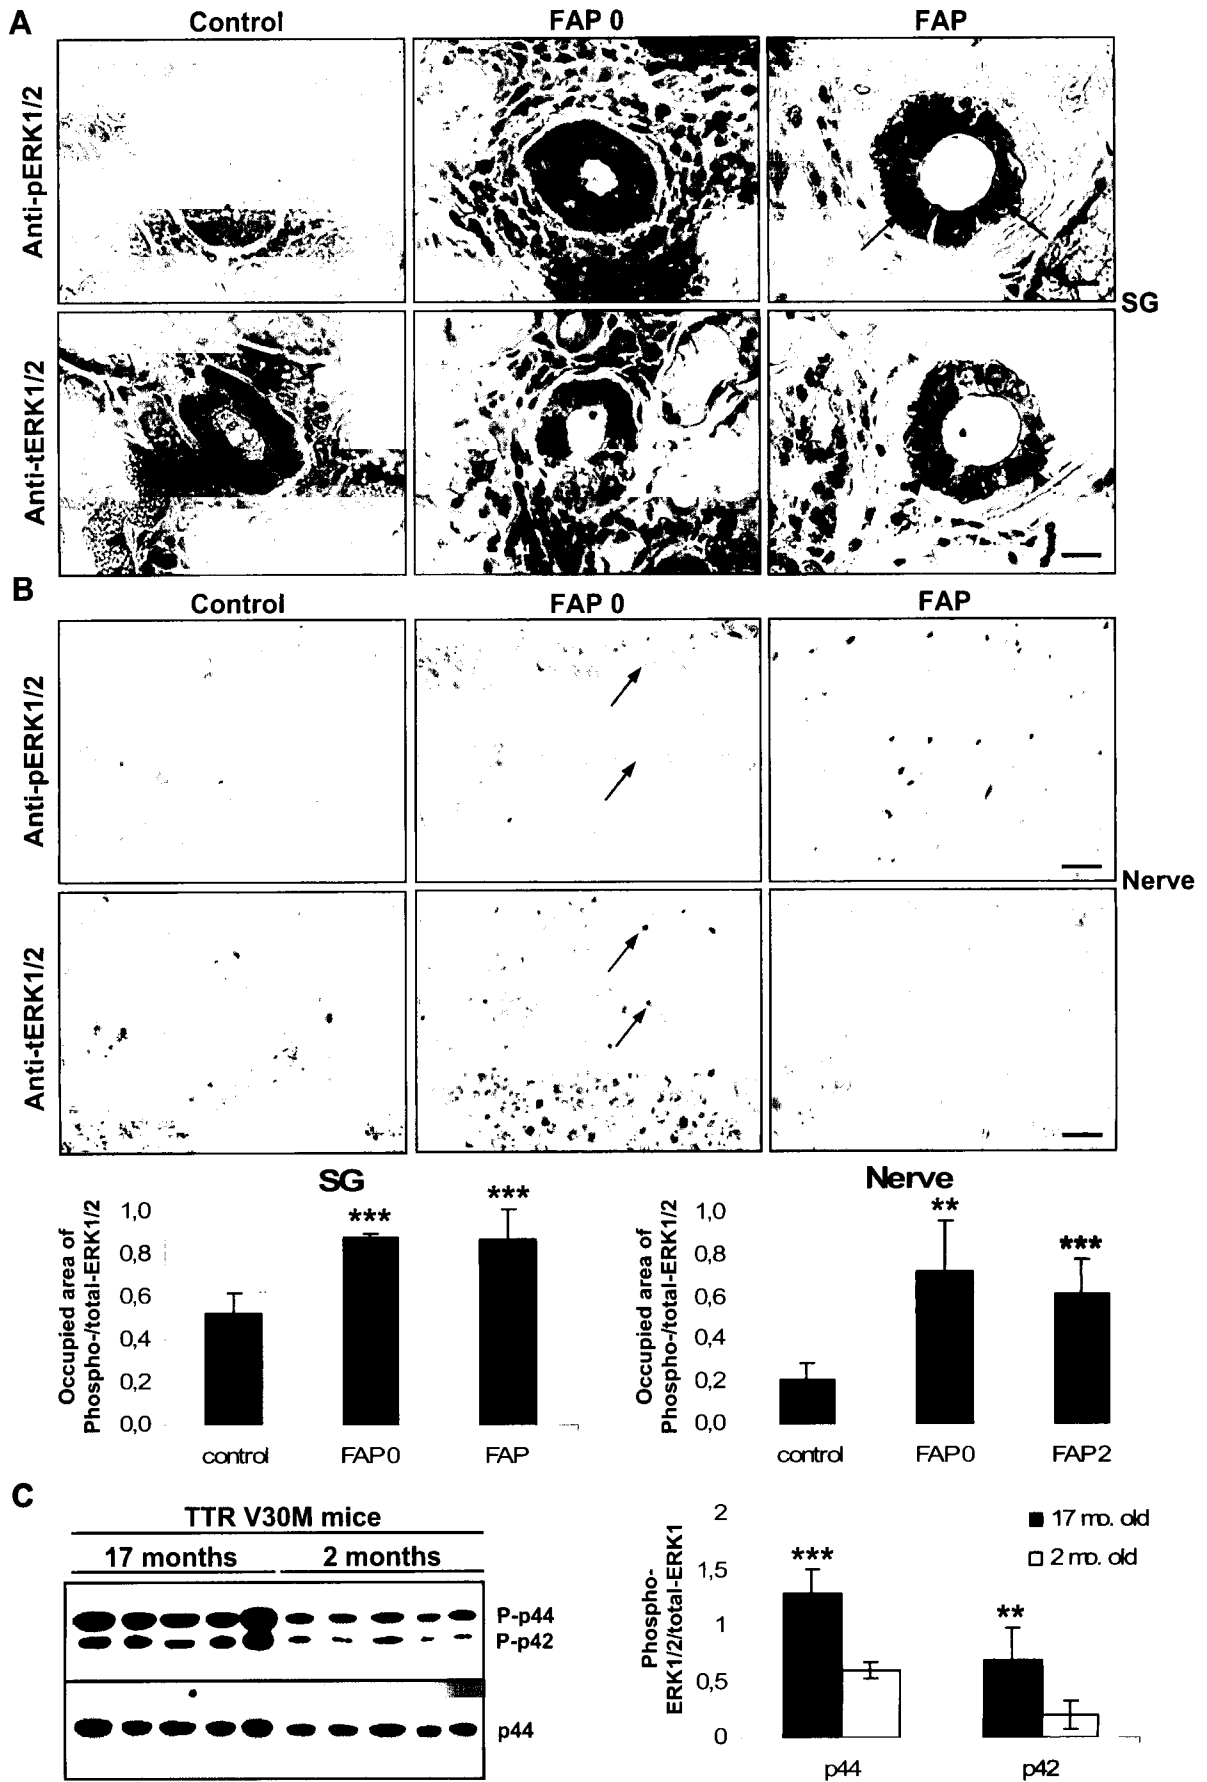 A
Control
FAP 0
FAP
Anti-pERK1/2
Anti-tERK1/2
SG
B
Control
FAP 0
FAP
Anti-pERK1/2
Anti-tERK1/2
Nerve
SG
Occupied area of
Phospho-/total-ERK1/2
1,0
0,8
0,6
0,4
0,2
0,0
***
***
control
FAP0
FAP
Nerve
Occupied area of
Phospho-/total-ERK1/2
1,0
0,8
0,6
0,4
0,2
0,0
**
***
control
FAP0
FAP2
C
TTR V30M mice
17 months
2 months
P-p44
P-p42
p44
Phospho-
ERK1/2/total-ERK1
2
1,5
1
0,5
0
***
**
17 mo. old
2 mo. old
p44
p42